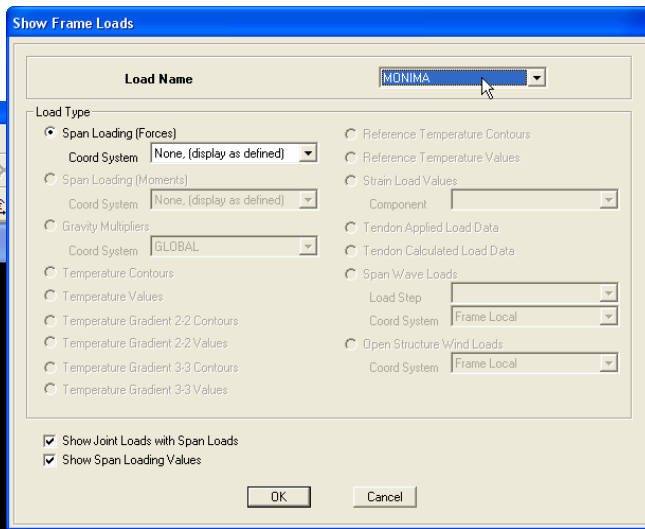 Show Frame Loads
Load Name
MONIMA
Load Type
Span Loading (Forces)
Coord System
None, (display as defined)
Span Loading (Moments)
Coord System
None, (display as defined)
Gravity Multipliers
Coord System
GLOBAL
Temperature Contours
Temperature Values
Temperature Gradient 2-2 Contours
Temperature Gradient 2-2 Values
Temperature Gradient 3-3 Contours
Temperature Gradient 3-3 Values
Reference Temperature Contours
Reference Temperature Values
Strain Load Values
Component
Tendon Applied Load Data
Tendon Calculated Load Data
Span Wave Loads
Load Step
Coord System
Frame Local
Open Structure Wind Loads
Coord System
Frame Local
Show Joint Loads with Span Loads
Show Span Loading Values
OK
Cancel